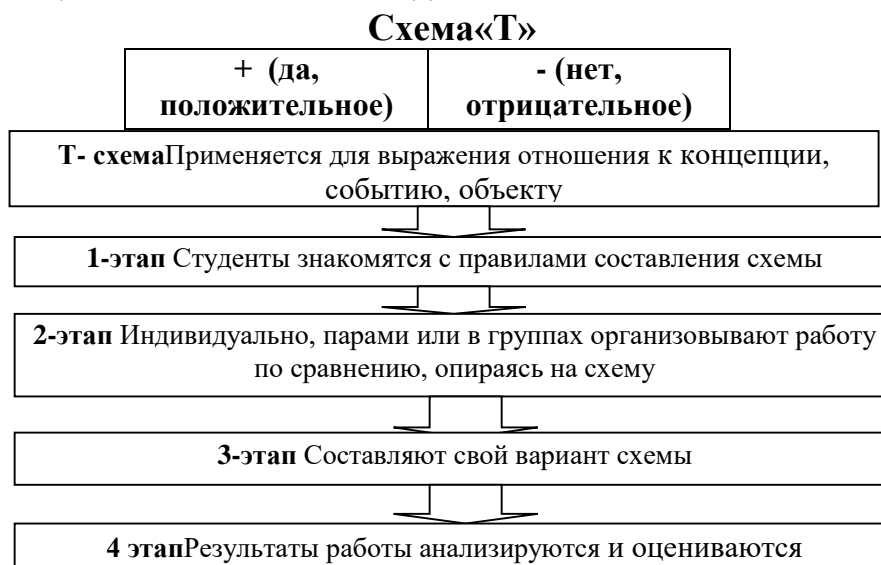 Схема«Т»
+ (да, - (нет,
положительное) отрицательное)
Т- схемаПрименяется для выражения отношения к концепции,
событию, объекту
1-этап Студенты знакомятся с правилами составления схемы
2-этап Индивидуально, парами или в группах организовывают работу
по сравнению, опираясь на схему
3-этап Составляют свой вариант схемы
4 этапРезультаты работы анализируются и оцениваются